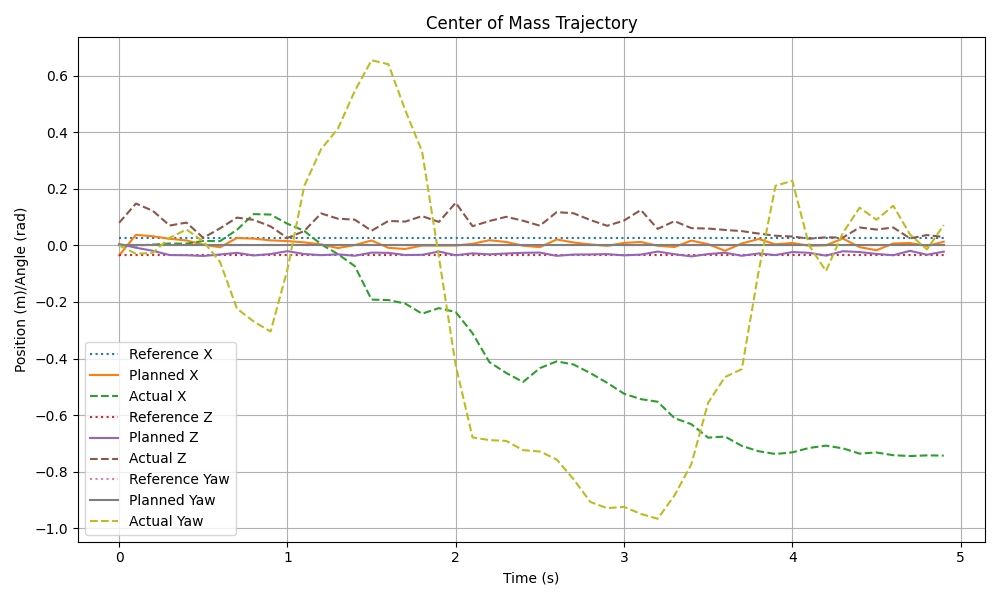 Center of Mass Trajectory
Position (m)/Angle (rad)
0.6
0.4
0.2
0.0
−0.2
−0.4
−0.6
−0.8
−1.0
Reference X
Planned X
Actual X
Reference Z
Planned Z
Actual Z
Reference Yaw
Planned Yaw
Actual Yaw
0 1 2 3 4 5
Time (s)